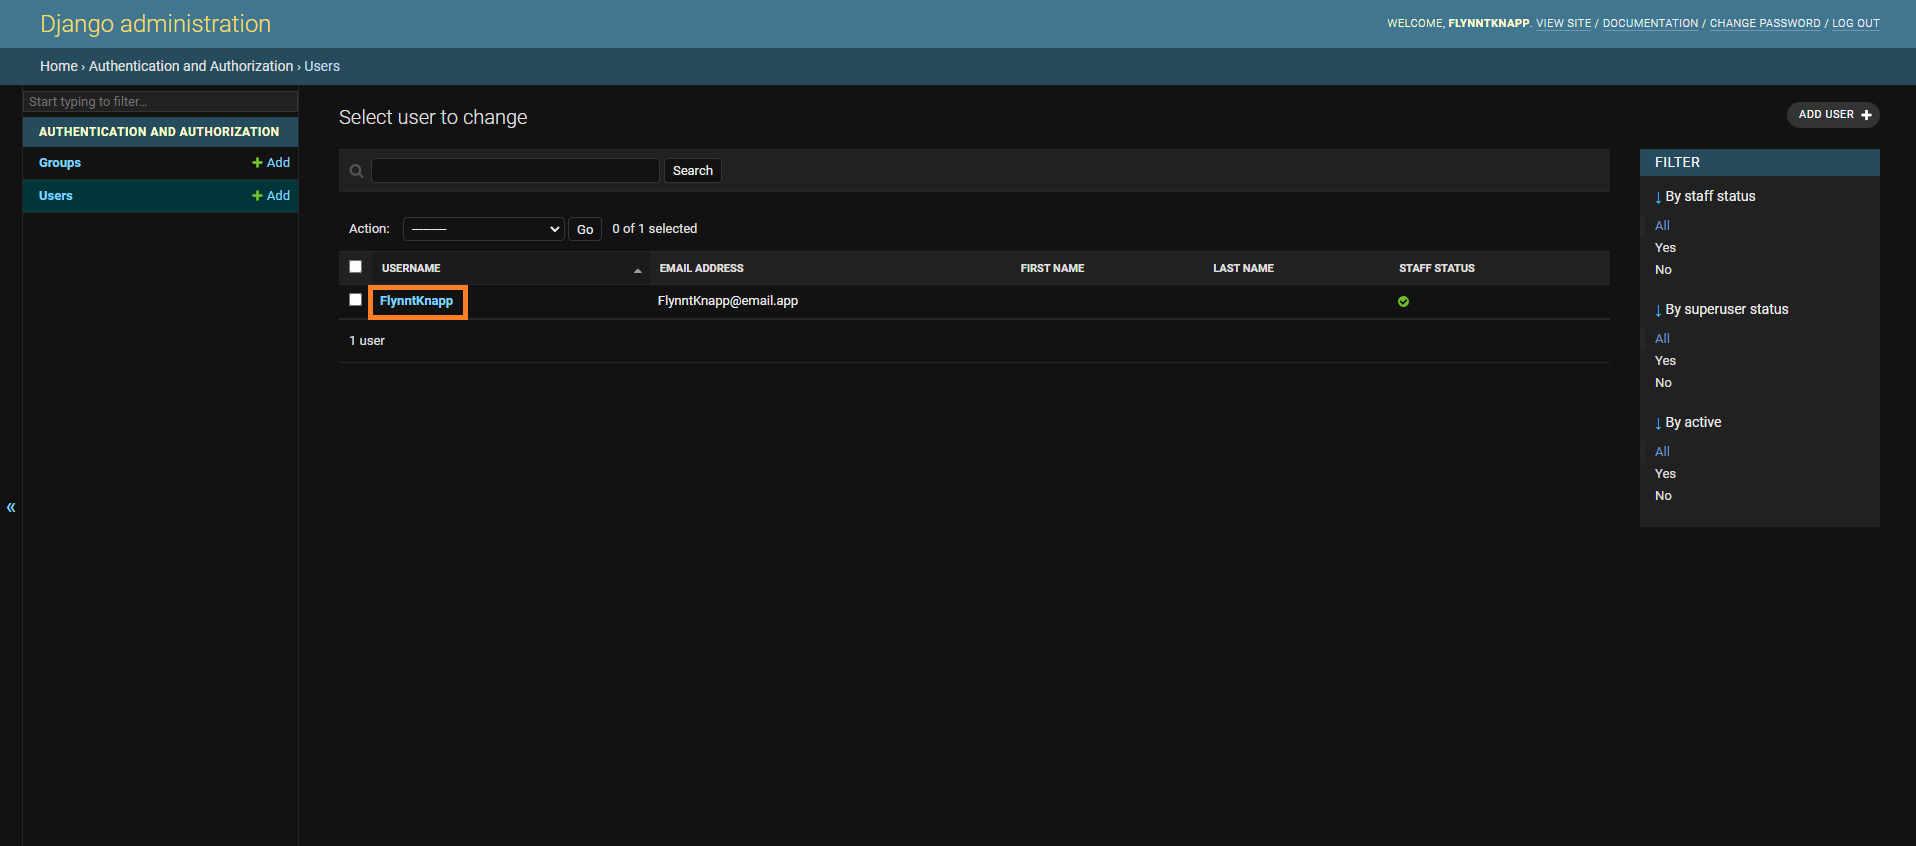 Django administration
WELCOME, FLYNNTKNAPP. VIEW SITE / DOCUMENTATION / CHANGE PASSWORD / LOG OUT
Home › Authentication and Authorization › Users
Start typing to filter...
AUTHENTICATION AND AUTHORIZATION
Groups + Add
Users + Add
«
Select user to change
ADD USER +
Search
Action: --------- Go 0 of 1 selected
USERNAME EMAIL ADDRESS FIRST NAME LAST NAME STAFF STATUS
FlynntKnapp FlynntKnapp@email.app
1 user
FILTER
↓ By staff status
All
Yes
No
↓ By superuser status
All
Yes
No
↓ By active
All
Yes
No